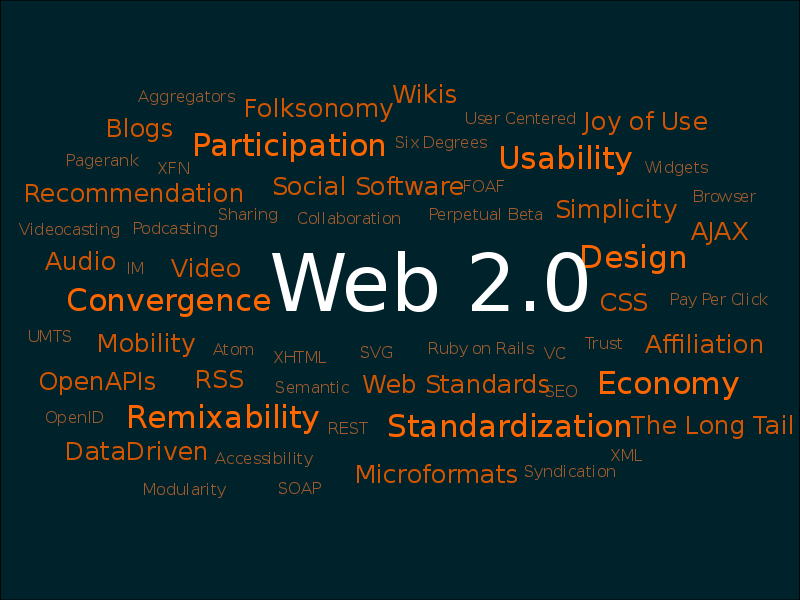 Wikis
Aggregators
Folksonomy
User Centered
Joy of Use
Blogs
Participation
Six Degrees
Usability
Pagerank
XFN
Widgets
Recommendation
Social Software
FOAF
Browser
Sharing
Collaboration
Perpetual Beta
Simplicity
Videocasting
Podcasting
AJAX
Audio
IM
Video
Design
Web 2.0
Convergence
CSS
Pay Per Click
UMTS
Mobility
Atom
XHTML
SVG
Ruby on Rails
VC
Trust
Affiliation
OpenAPIs
RSS
Semantic
Web Standards
SEO
Economy
OpenID
Remixability
REST
Standardization
The Long Tail
DataDriven
Accessibility
XML
Microformats
Syndication
Modularity
SOAP